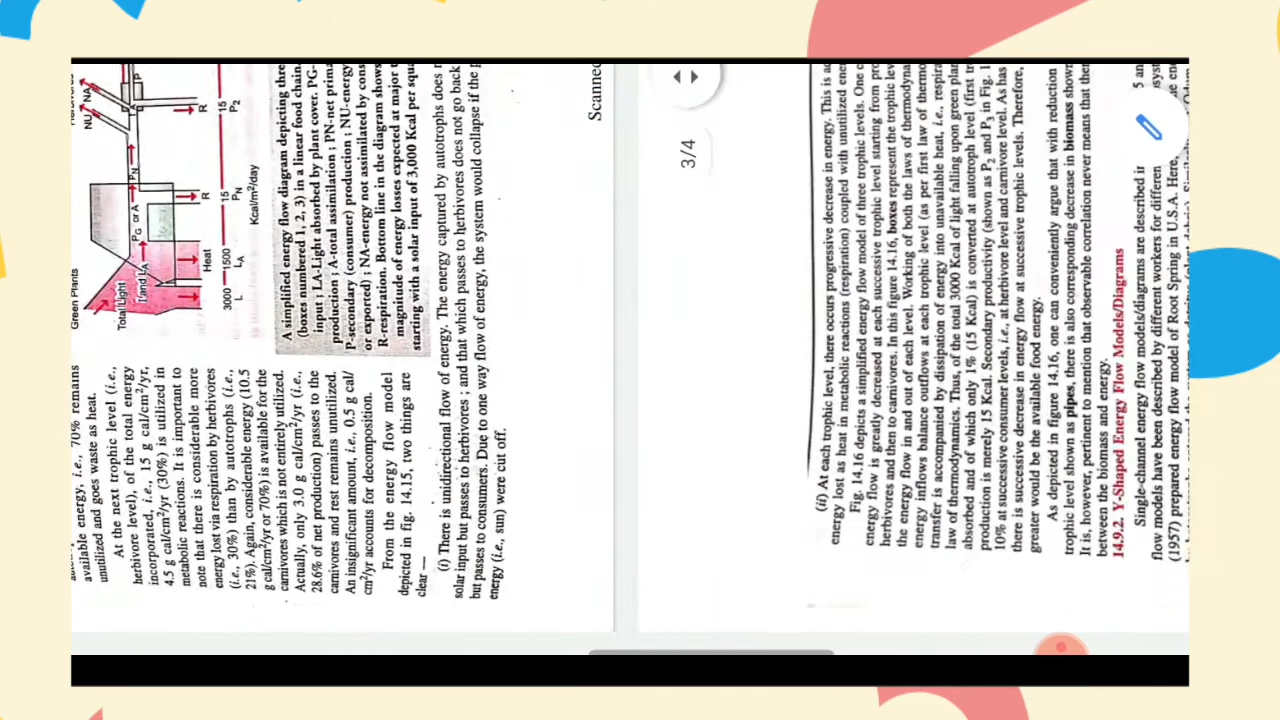 available energy, i.e., 70% remains
unutilized and goes waste as heat.
At the next trophic level (i.e.,
herbivore level), of the total energy
incorporated, i.e., 15 g cal/cm²/yr,
4.5 g cal/cm²/yr (30%) is utilized in
metabolic reactions. It is important to
note that there is considerable more
energy lost via respiration by herbivores
(i.e., 30%) than by autotrophs (i.e.,
21%). Again, considerable energy (10.5
g cal/cm²/yr or 70%) is available for the
carnivores which is not entirely utilized.
Actually, only 3.0 g cal/cm²/yr (i.e.,
28.6% of net production) passes to the
carnivores and rest remains unutilized.
An insignificant amount, i.e., 0.5 g cal/
cm²/yr accounts for decomposition.
From the energy flow model
depicted in fig. 14.15, two things are
clear —
Green Plants
NU NA
Total Light
L and LA
PG or A
PN
A
P
Heat
R
R
3000 1500 15 15
L LA PN P2
Kcal/m²/day
A simplified energy flow diagram depicting
(boxes numbered 1, 2, 3) in a linear food chain.
input ; LA-Light absorbed by plant cover. PG-
production ; A-total assimilation ; PN-net
P-secondary (consumer) production ; NU-energy
or exported) ; NA-energy not assimilated by
R-respiration. Bottom line in the diagram shows
magnitude of energy losses expected at major
starting with a solar input of 3,000 Kcal per
(i) There is unidirectional flow of energy. The energy captured by autotrophs does
solar input but passes to herbivores ; and that which passes to herbivores does not go back
but passes to consumers. Due to one way flow of energy, the system would collapse if the
energy (i.e., sun) were cut off.
Scanned
3/4
(ii) At each trophic level, there occurs progressive decrease in energy. This is
energy lost as heat in metabolic reactions (respiration) coupled with unutilized
Fig. 14.16 depicts a simplified energy flow model of three trophic levels. One
energy flow is greatly decreased at each successive trophic level starting from
herbivores and then to carnivores. In this figure 14.16, boxes represent the trophic
the energy flow in and out of each level. Working of both the laws of
energy inflows balance outflows at each trophic level (as per first law of
transfer is accompanied by dissipation of energy into unavailable heat, i.e.,
law of thermodynamics. Thus, of the total 3000 Kcal of light falling upon green
absorbed and of which only 1% (15 Kcal) is converted at autotroph level (first
production is merely 15 Kcal. Secondary productivity (shown as P2 and P3 in Fig.
10% at successive consumer levels, i.e., at herbivore level and carnivore level. As has
there is successive decrease in energy flow at successive trophic levels. Therefore,
greater would be the available food energy.
As depicted in figure 14.16, one can conveniently argue that with reduction
trophic level shown as pipes, there is also corresponding decrease in biomass shown
It is, however, pertinent to mention that observable correlation never means that
between the biomass and energy.
14.9.2. Y-Shaped Energy Flow Models/Diagrams
Single-channel energy flow models/diagrams are described
flow models have been described by different workers for
(1957) prepared energy flow model of Root Spring in U.S.A. Here,